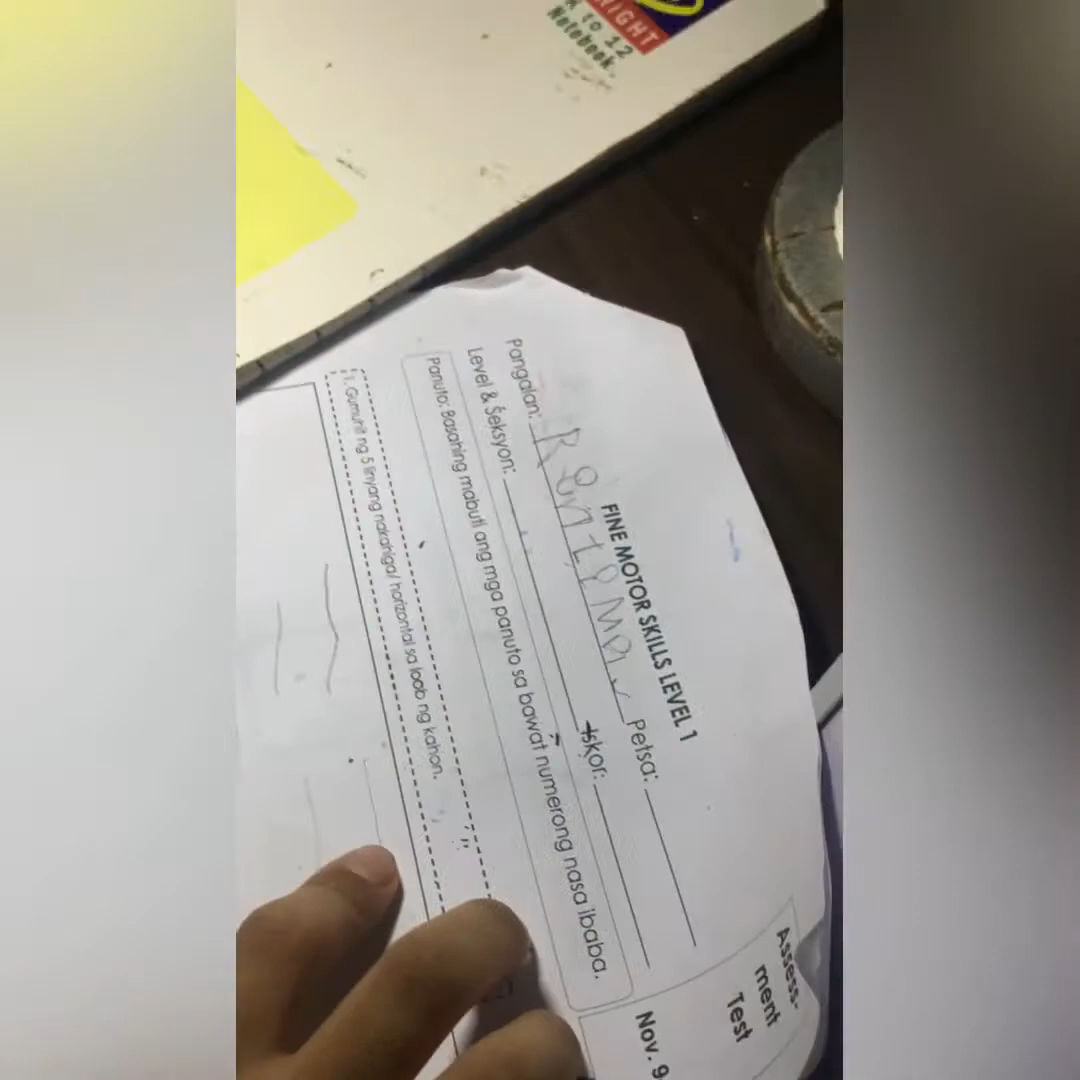 NIGHT
K to 12
Notebook.
Assess-
ment
Test
Nov. 9
FINE MOTOR SKILLS LEVEL 1
Pangalan: Petsa:
Level & Seksyon: Iskor:
Panuto: Basahing mabuti ang mga panuto sa bawat numerong nasa ibaba.
1. Gumuhit ng 5 linyang nakahiga/ horizontal sa loob ng kahon.